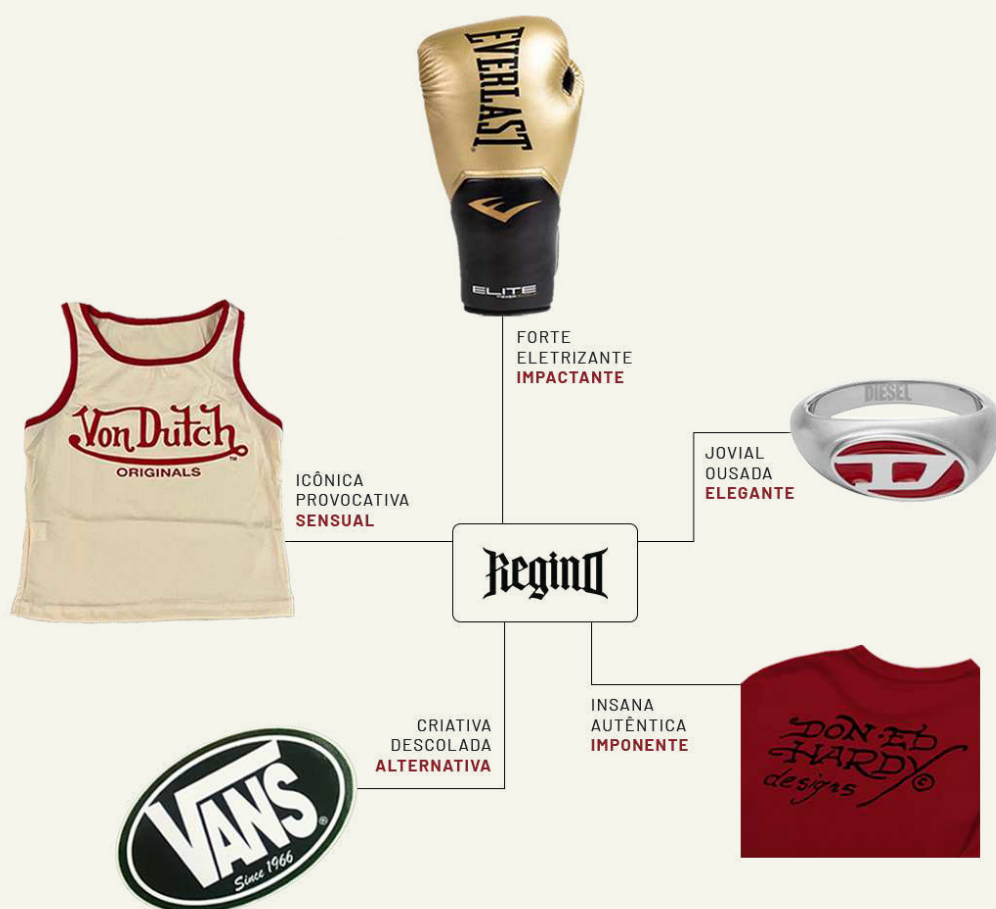 EVERLAST
ELITE
FORTE
ELETRIZANTE
IMPACTANTE
Von Dutch
™
ORIGINALS
ICÔNICA
PROVOCATIVA
SENSUAL
DIESEL
D
JOVIAL
OUSADA
ELEGANTE
Regino
CRIATIVA
DESCOLADA
ALTERNATIVA
VANS®
Since 1966
INSANA
AUTÊNTICA
IMPONENTE
DON·ED
HARDY
designs ©